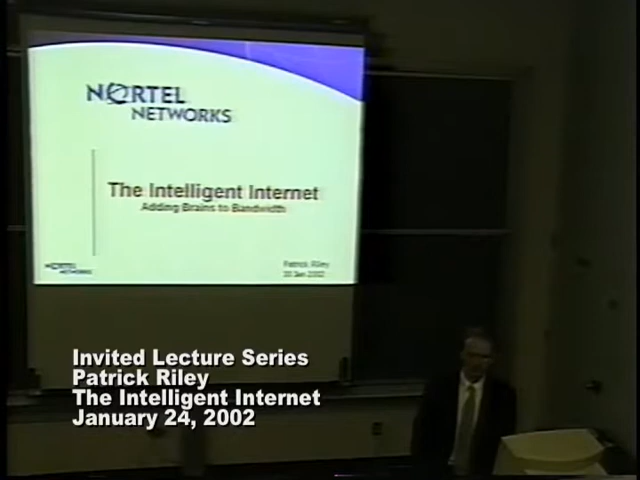 NORTEL
NETWORKS
The Intelligent Internet
Adding Brains to Bandwidth
NORTEL
NETWORKS
Patrick Riley
Invited Lecture Series
Patrick Riley
The Intelligent Internet
January 24, 2002